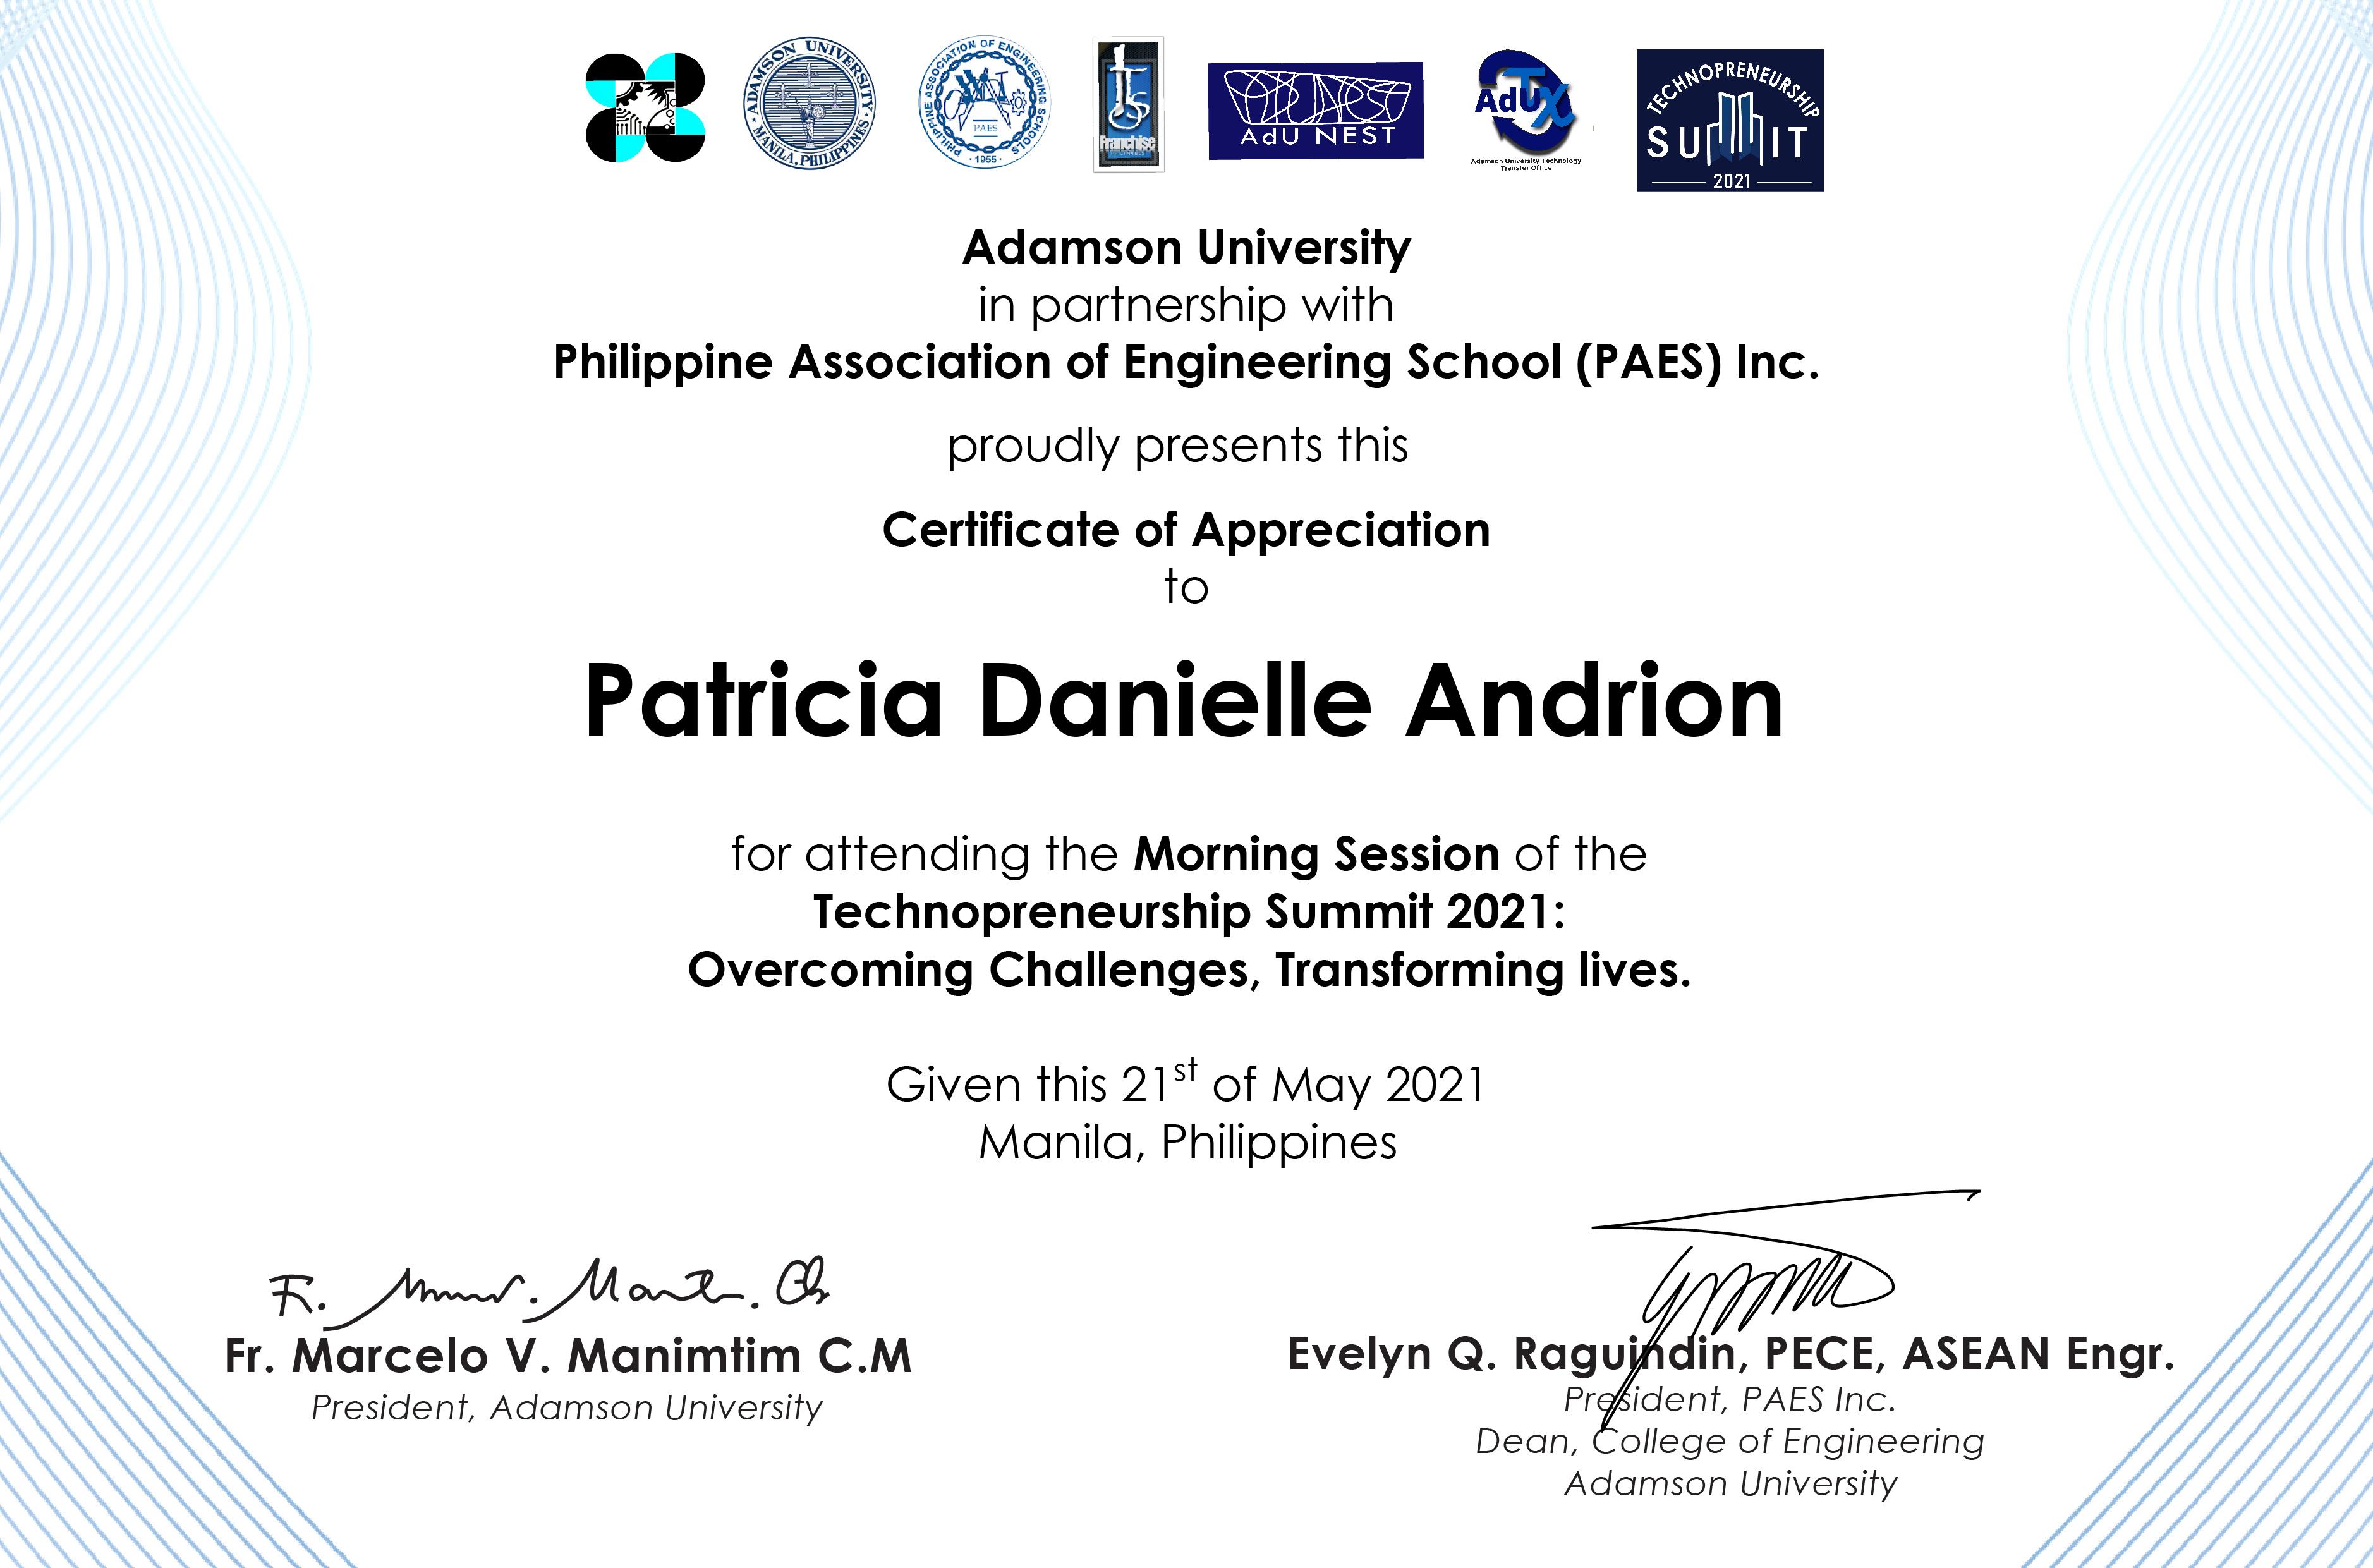 ADAMSON UNIVERSITY
MANILA, PHILIPPINES
PHILIPPINE ASSOCIATION OF ENGINEERING SCHOOLS
PAES
1955
Franchise
AdU NEST
AdU TX
Adamson University Technology
Transfer Office
TECHNOPRENEURSHIP
SUMMIT
2021
Adamson University
in partnership with
Philippine Association of Engineering School (PAES) Inc.
proudly presents this
Certificate of Appreciation
to
Patricia Danielle Andrion
for attending the Morning Session of the
Technopreneurship Summit 2021:
Overcoming Challenges, Transforming lives.
Given this 21st of May 2021
Manila, Philippines
Fr. Marcelo V. Manimtim C.M
President, Adamson University
Evelyn Q. Raguindin, PECE, ASEAN Engr.
President, PAES Inc.
Dean, College of Engineering
Adamson University